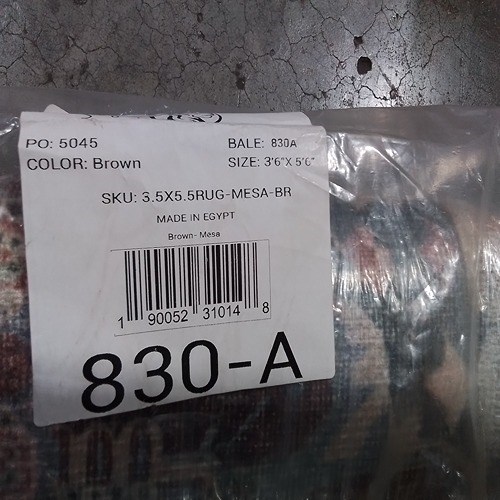 PO: 5045 BALE: 830A
COLOR: Brown SIZE: 3'6"X 5'6"
SKU: 3.5X5.5RUG-MESA-BR
MADE IN EGYPT
Brown- Mesa
1 90052 31014 8
830-A